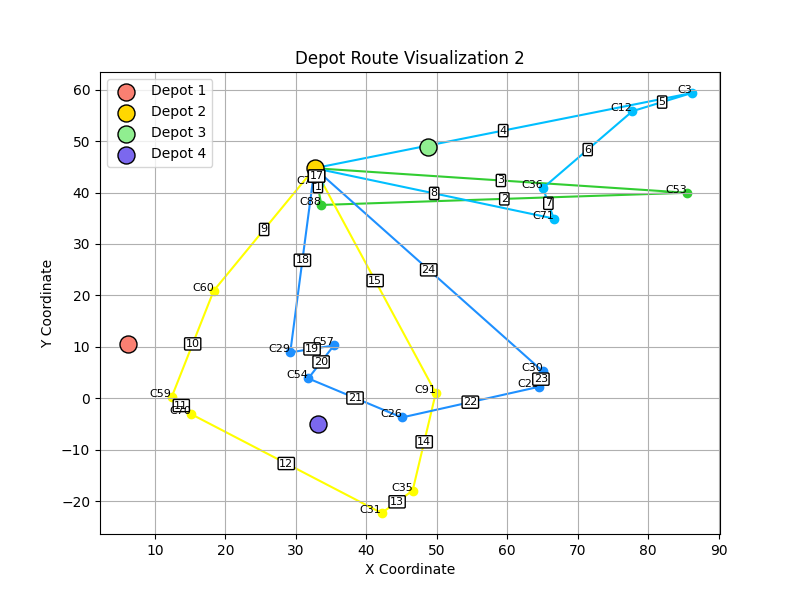 Depot Route Visualization 2
Depot 1
Depot 2
Depot 3
Depot 4
Y Coordinate
60
50
40
30
20
10
0
−10
−20
10
20
30
40
50
60
70
80
90
X Coordinate
C3
5
C12
4
6
17
3
C36
1
8
2
C53
C88
7
C71
9
18
24
15
C60
10
C29
19
C57
20
C54
C30
23
C59
11
21
C91
22
C26
14
12
C35
13
C31